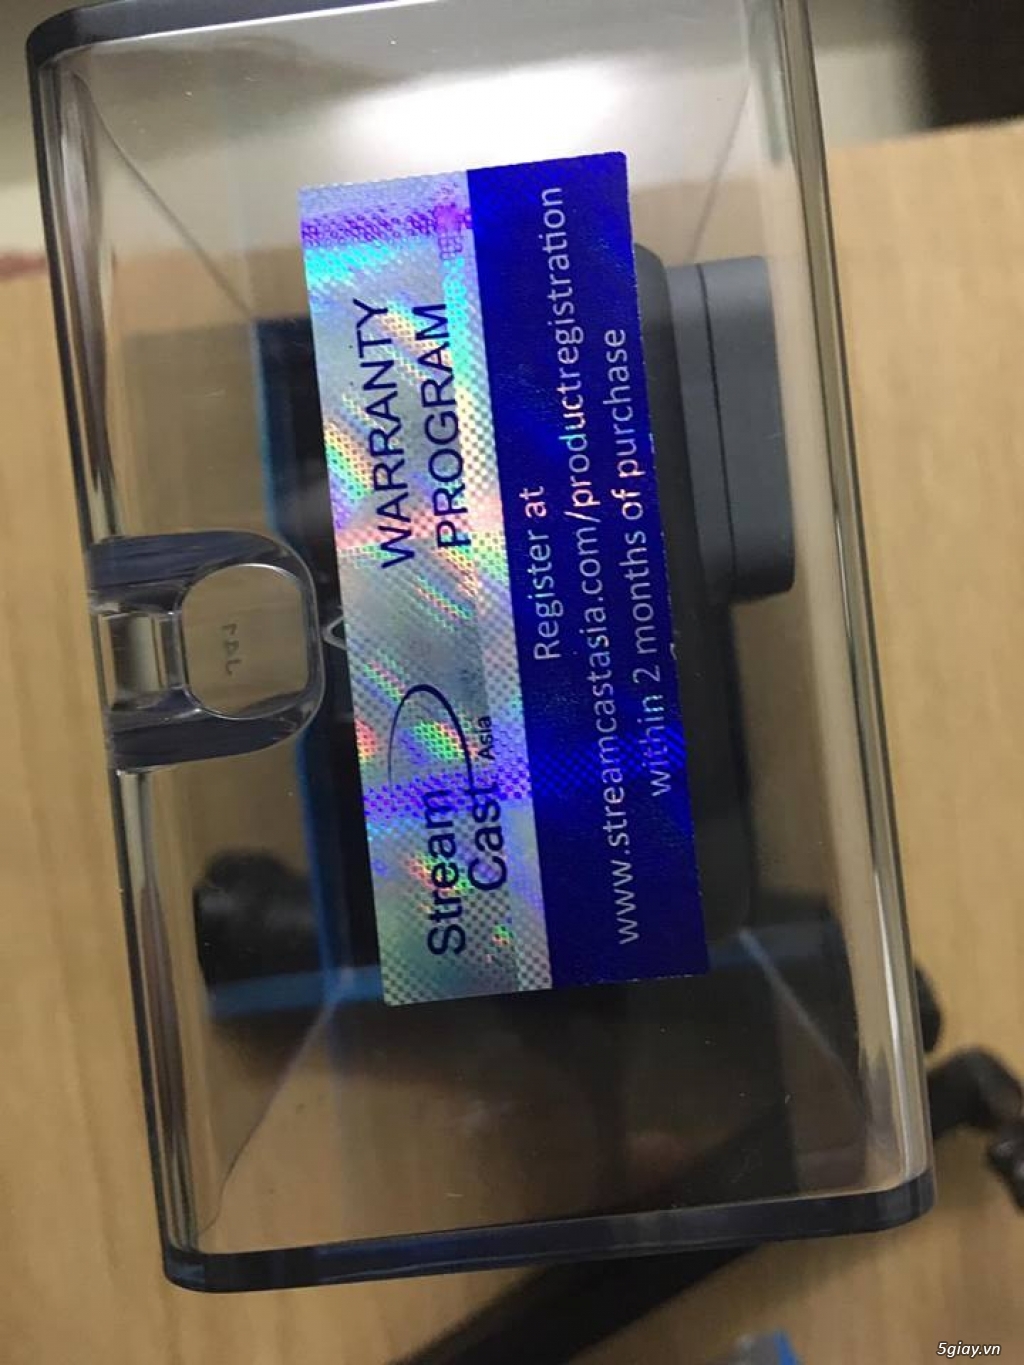 Stream
Cast Asia
WARRANTY
PROGRAM
Register at
www.streamcastasia.com/productregistration
within 2 months of purchase
5giay.vn